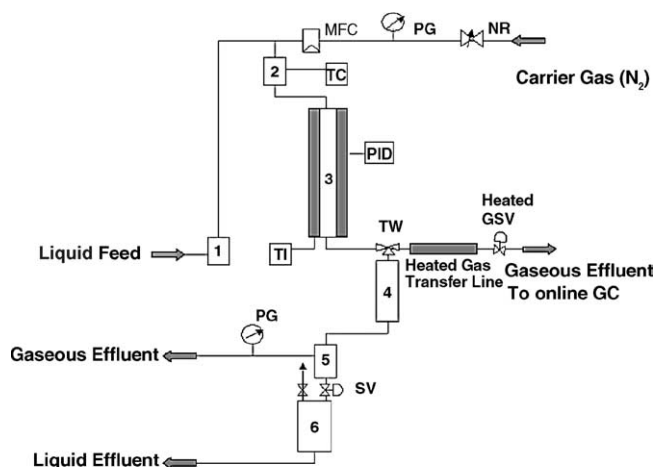 MFC
PG
NR
Carrier Gas (N2)
2
TC
3
PID
Liquid Feed
1
TI
TW
Heated
GSV
Heated Gas
Transfer Line
Gaseous Effluent
To online GC
4
PG
Gaseous Effluent
5
SV
6
Liquid Effluent